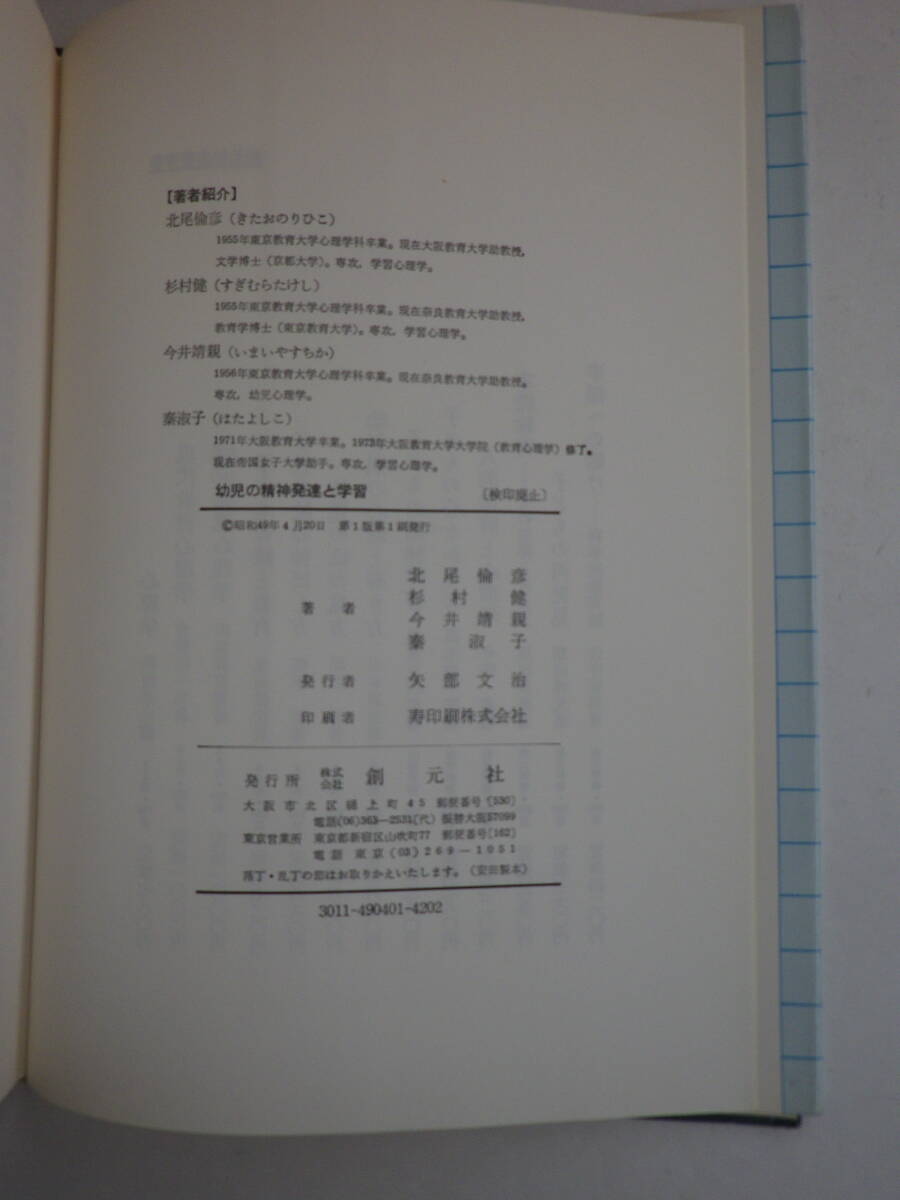 【著者紹介】
北尾倫彦（きたおのりひこ）
1955年東京教育大学心理学科卒業。現在大阪教育大学助教授，
文学博士（京都大学）。専攻，学習心理学。
杉村健（すぎむらたけし）
1955年東京教育大学心理学科卒業。現在奈良教育大学助教授，
教育学博士（東京教育大学）。専攻，学習心理学。
今井靖親（いまいやすちか）
1956年東京教育大学心理学科卒業。現在奈良教育大学助教授。
専攻，幼児心理学。
秦淑子（はたよしこ）
1971年大阪教育大学卒業。1973年大阪教育大学大学院（教育心理学）修了。
現在帝国女子大学助手。専攻，学習心理学。
幼児の精神発達と学習 〔検印廃止〕
©昭和49年4月20日 第1版第1刷発行
著者
北尾倫彦
杉村健
今井靖親
秦淑子
発行者 矢部文治
印刷者 寿印刷株式会社
発行所 株式会社 創元社
大阪市北区樋上町45 郵便番号〔530〕
電話(06)363—2531(代) 振替大阪57099
東京営業所 東京都新宿区山吹町77 郵便番号〔162〕
電話 東京(03)269—1051
落丁・乱丁の節はお取りかえいたします。（安田製本）
3011-490401-4202